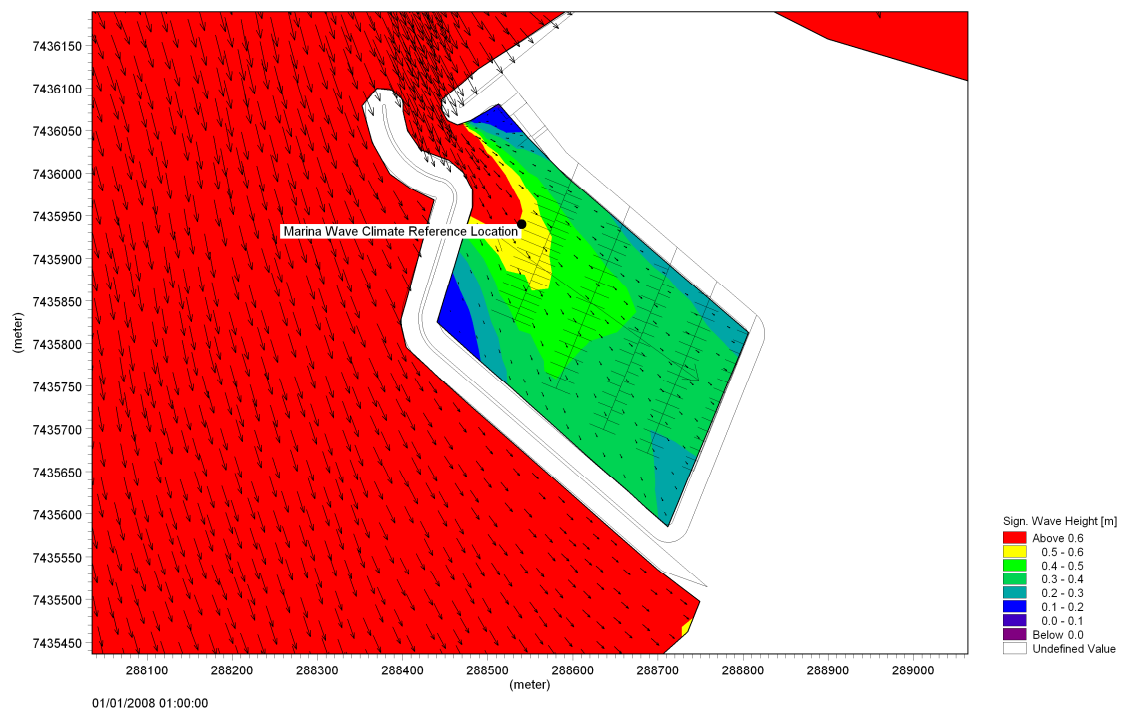 7436150
7436100
7436050
7436000
7435950
Marina Wave Climate Reference Location
7435900
7435850
(meter)
7435800
7435750
7435700
7435650
7435600
7435550
7435500
7435450
Sign. Wave Height [m]
Above 0.6
0.5 - 0.6
0.4 - 0.5
0.3 - 0.4
0.2 - 0.3
0.1 - 0.2
0.0 - 0.1
Below 0.0
Undefined Value
288100 288200 288300 288400 288500 288600 288700 288800 288900 289000
(meter)
01/01/2008 01:00:00